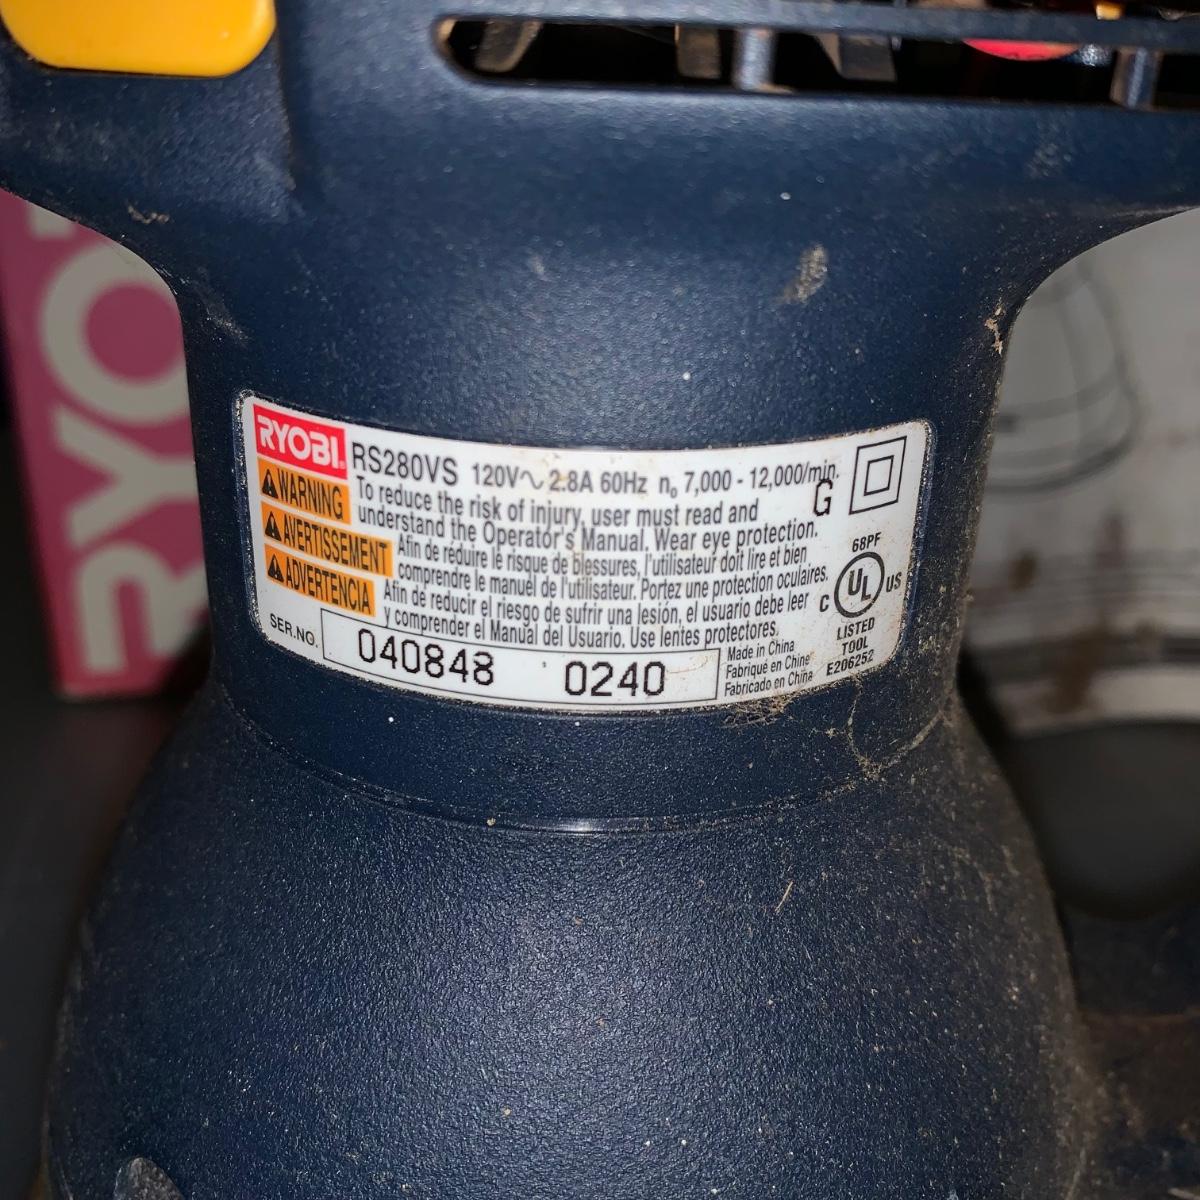 RYOBI
RYOBI RS280VS 120V~ 2.8A 60Hz n₀ 7,000 - 12,000/min.
WARNING To reduce the risk of injury, user must read and
understand the Operator's Manual. Wear eye protection.
G
AVERTISSEMENT Afin de réduire le risque de blessures, l'utilisateur doit lire et bien
comprendre le manuel de l'utilisateur. Portez une protection oculaires.
ADVERTENCIA Afin de reducir el riesgo de sufrir una lesión, el usuario debe leer
y comprender el Manual del Usuario. Use lentes protectores.
SER.NO. 040848 0240
Made in China
Fabriqué en Chine
Fabricado en China
68PF
C UL US
LISTED
TOOL
E206252